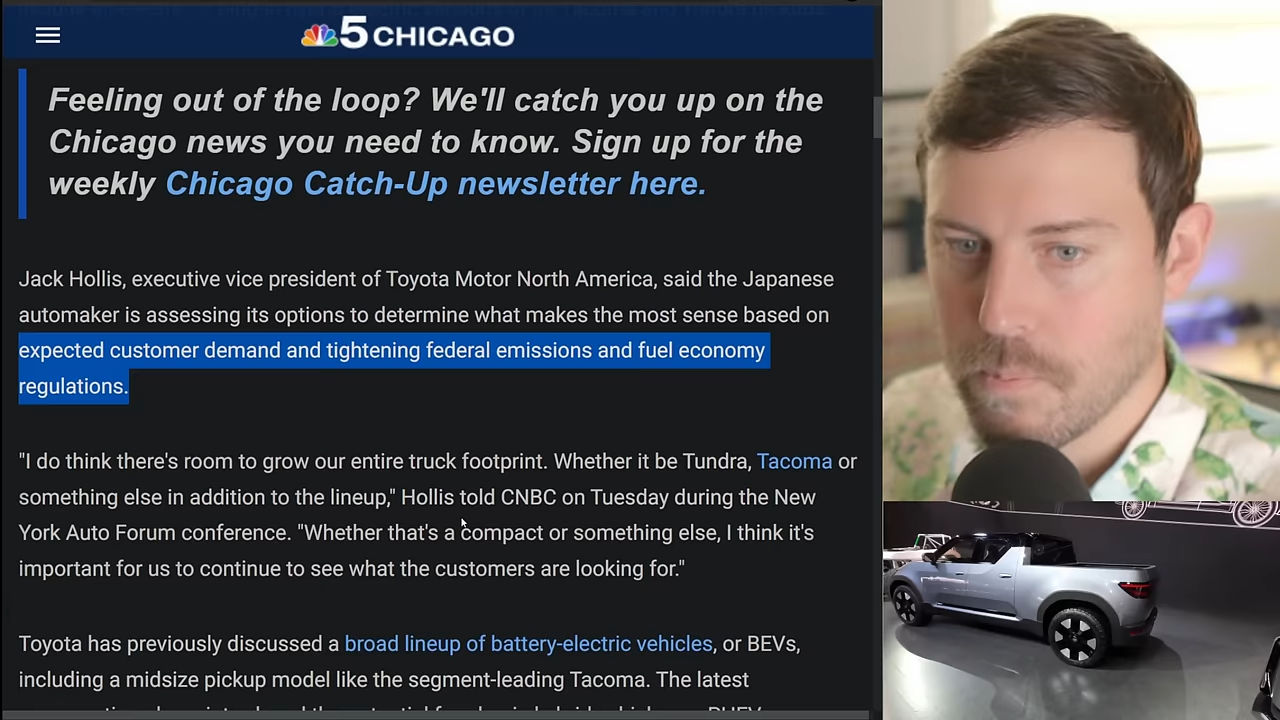 5 CHICAGO
Feeling out of the loop? We'll catch you up on the
Chicago news you need to know. Sign up for the
weekly Chicago Catch-Up newsletter here.
Jack Hollis, executive vice president of Toyota Motor North America, said the Japanese
automaker is assessing its options to determine what makes the most sense based on
expected customer demand and tightening federal emissions and fuel economy
regulations.
"I do think there's room to grow our entire truck footprint. Whether it be Tundra, Tacoma or
something else in addition to the lineup," Hollis told CNBC on Tuesday during the New
York Auto Forum conference. "Whether that's a compact or something else, I think it's
important for us to continue to see what the customers are looking for."
Toyota has previously discussed a broad lineup of battery-electric vehicles, or BEVs,
including a midsize pickup model like the segment-leading Tacoma. The latest